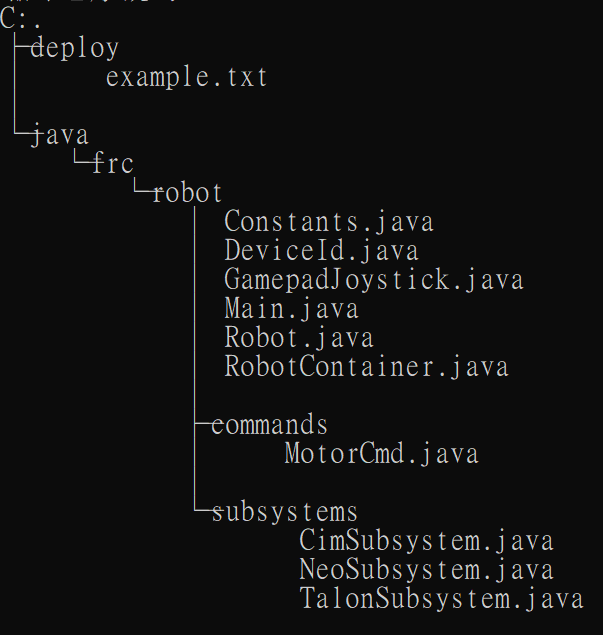 C:.
deploy
example.txt
java
frc
robot
Constants.java
DeviceId.java
GamepadJoystick.java
Main.java
Robot.java
RobotContainer.java
commands
MotorCmd.java
subsystems
CimSubsystem.java
NeoSubsystem.java
TalonSubsystem.java